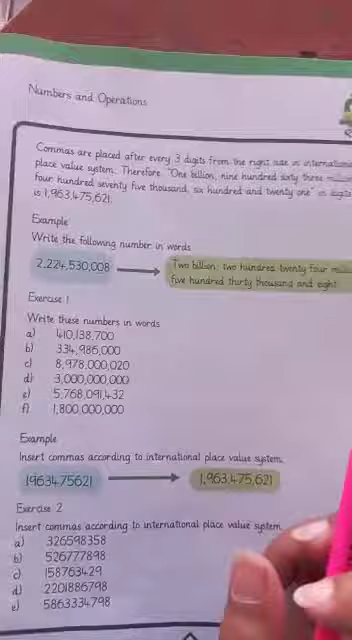 Numbers and Operations
Commas are placed after every 3 digits from the right side in international
place value system. Therefore, "One billion, nine hundred sixty three million
four hundred seventy five thousand, six hundred and twenty one" in digits
is 1,963,475,621.
Example
Write the following number in words
2,224,530,008
Two billion, two hundred twenty four
five hundred thirty thousand and eight
Exercise 1
Write these numbers in words
a) 410,138,700
b) 334,986,000
c) 8,978,000,020
d) 3,000,000,000
e) 5,768,091,432
f) 1,800,000,000
Example
Insert commas according to international place value system.
1963475621
1,963,475,621
Exercise 2
Insert commas according to international place value system
a) 326598358
b) 526777898
c) 158763429
d) 2201886798
e) 5863334798